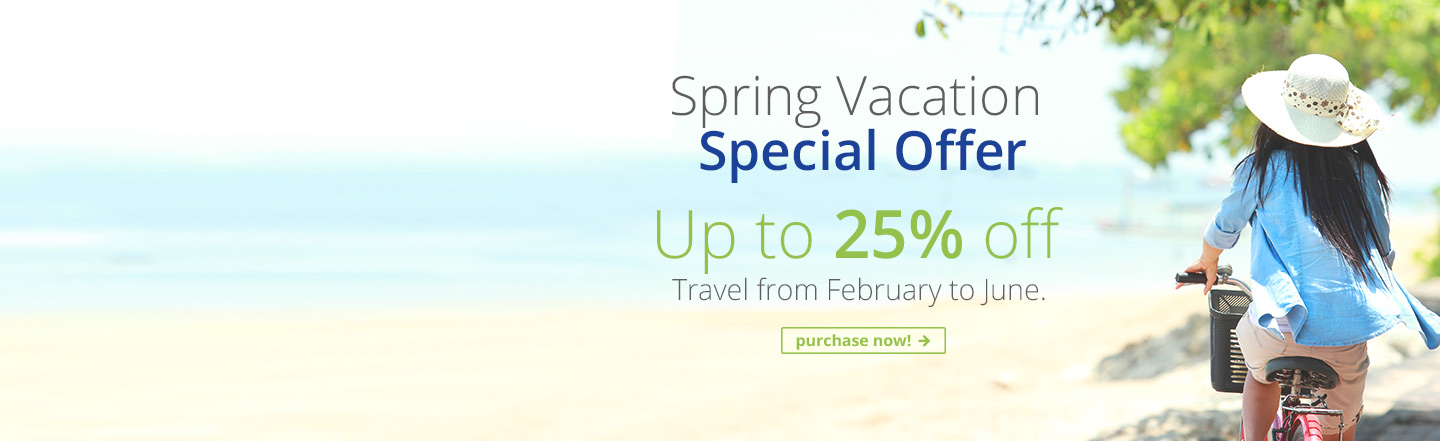 Spring Vacation
Special Offer
Up to 25% off
Travel from February to June.
purchase now! →